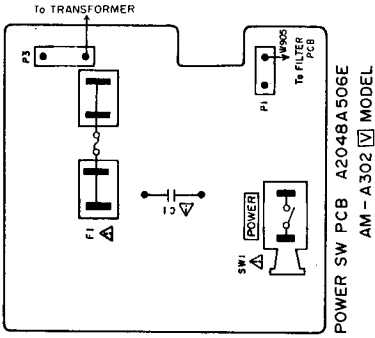 To TRANSFORMER
P3
W905
To FILTER
PCB
P1
F1
C1
POWER
SW1
POWER SW PCB A2048A506E
AM-A302 V MODEL